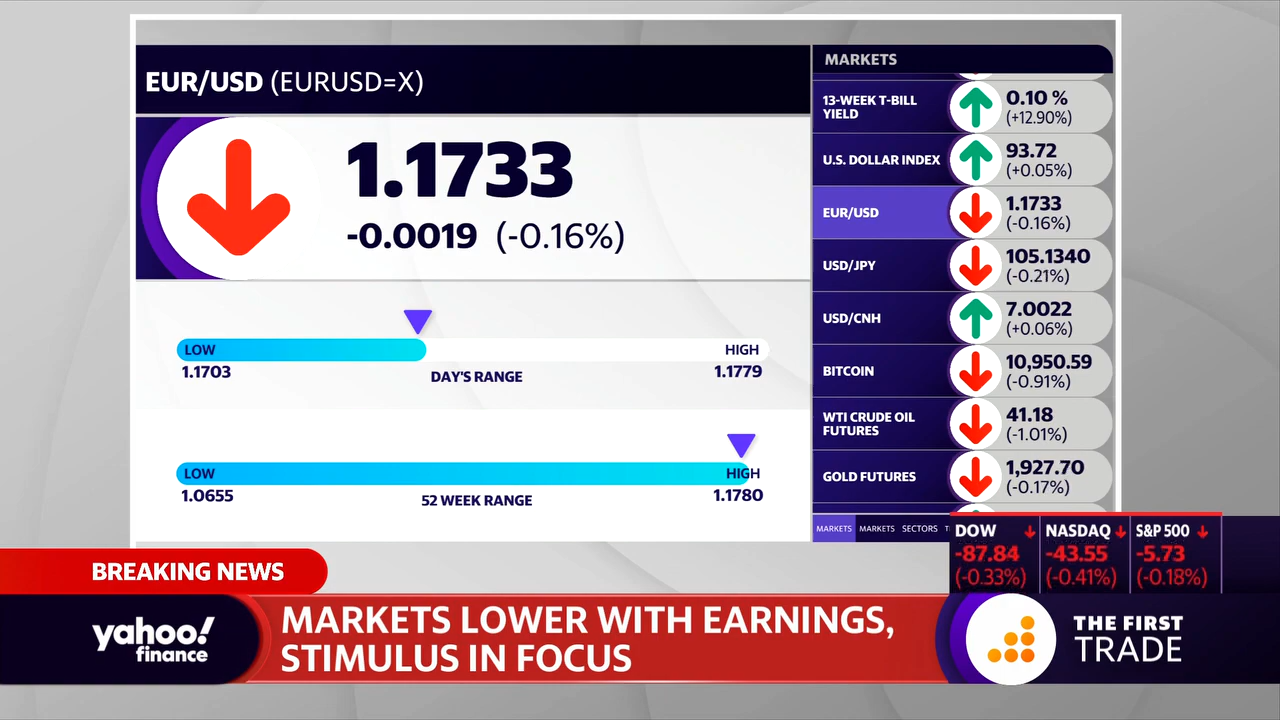 EUR/USD (EURUSD=X)
1.1733
-0.0019 (-0.16%)
LOW HIGH
1.1703 DAY'S RANGE 1.1779
LOW HIGH
1.0655 52 WEEK RANGE 1.1780
MARKETS
13-WEEK T-BILL
YIELD
0.10 %
(+12.90%)
U.S. DOLLAR INDEX
93.72
(+0.05%)
EUR/USD
1.1733
(-0.16%)
USD/JPY
105.1340
(-0.21%)
USD/CNH
7.0022
(+0.06%)
BITCOIN
10,950.59
(-0.91%)
WTI CRUDE OIL
FUTURES
41.18
(-1.01%)
GOLD FUTURES
1,927.70
(-0.17%)
MARKETS MARKETS SECTORS
DOW NASDAQ S&P 500
-87.84 -43.55 -5.73
(-0.33%) (-0.41%) (-0.18%)
BREAKING NEWS
yahoo!
finance
MARKETS LOWER WITH EARNINGS,
STIMULUS IN FOCUS
THE FIRST
TRADE